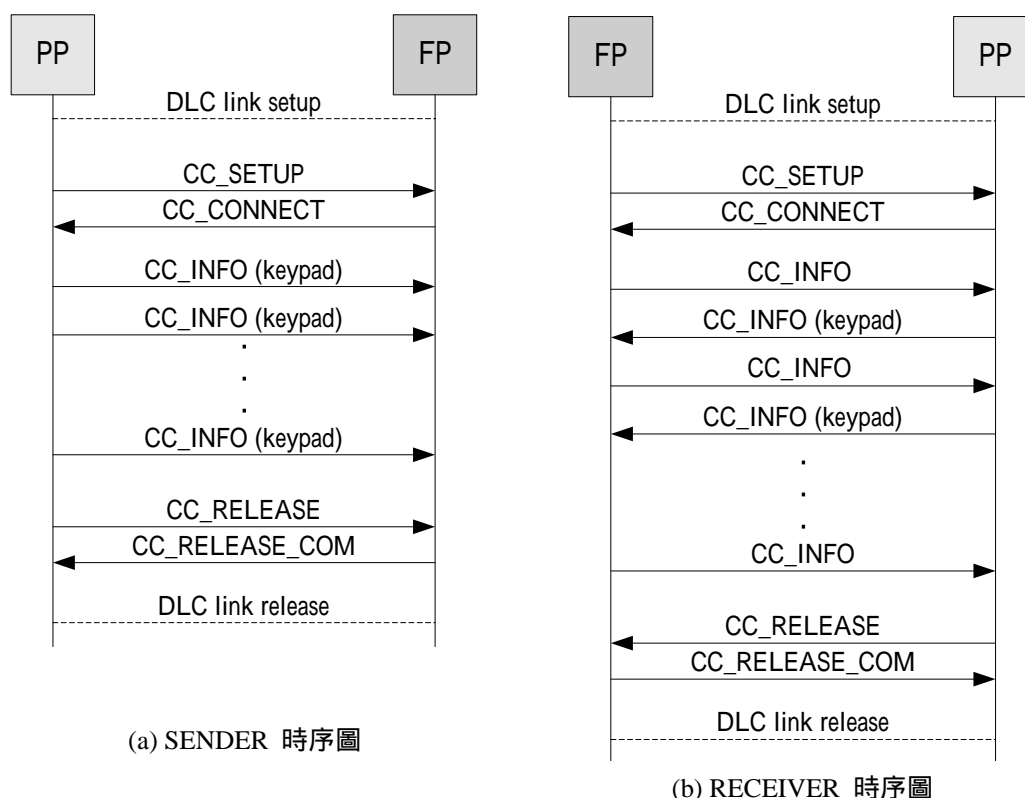 PP
FP
DLC link setup
CC_SETUP
CC_CONNECT
CC_INFO (keypad)
CC_INFO (keypad)
.
.
.
CC_INFO (keypad)
CC_RELEASE
CC_RELEASE_COM
DLC link release
(a) SENDER 時序圖
FP
PP
DLC link setup
CC_SETUP
CC_CONNECT
CC_INFO
CC_INFO (keypad)
CC_INFO
CC_INFO (keypad)
.
.
.
CC_INFO
CC_RELEASE
CC_RELEASE_COM
DLC link release
(b) RECEIVER 時序圖